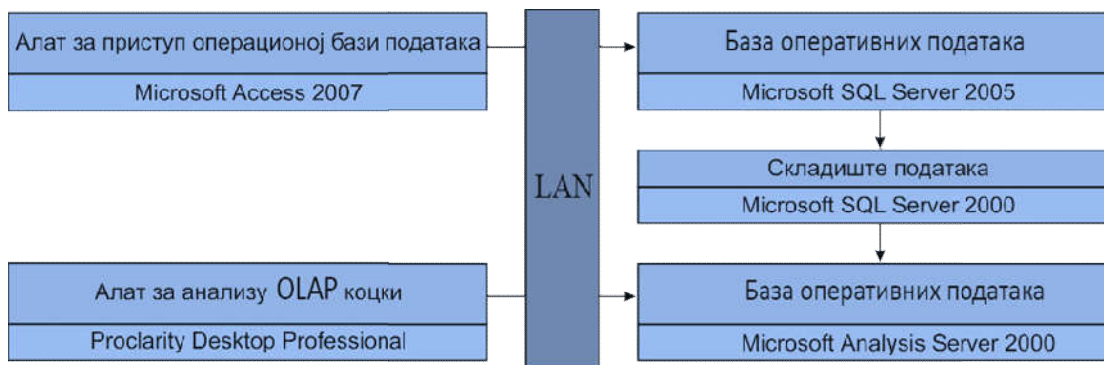 Алат за приступ операционој бази података
Microsoft Access 2007
База оперативних података
Microsoft SQL Server 2005
LAN
Складиште података
Microsoft SQL Server 2000
Алат за анализу OLAP коцки
Proclarity Desktop Professional
База оперативних података
Microsoft Analysis Server 2000